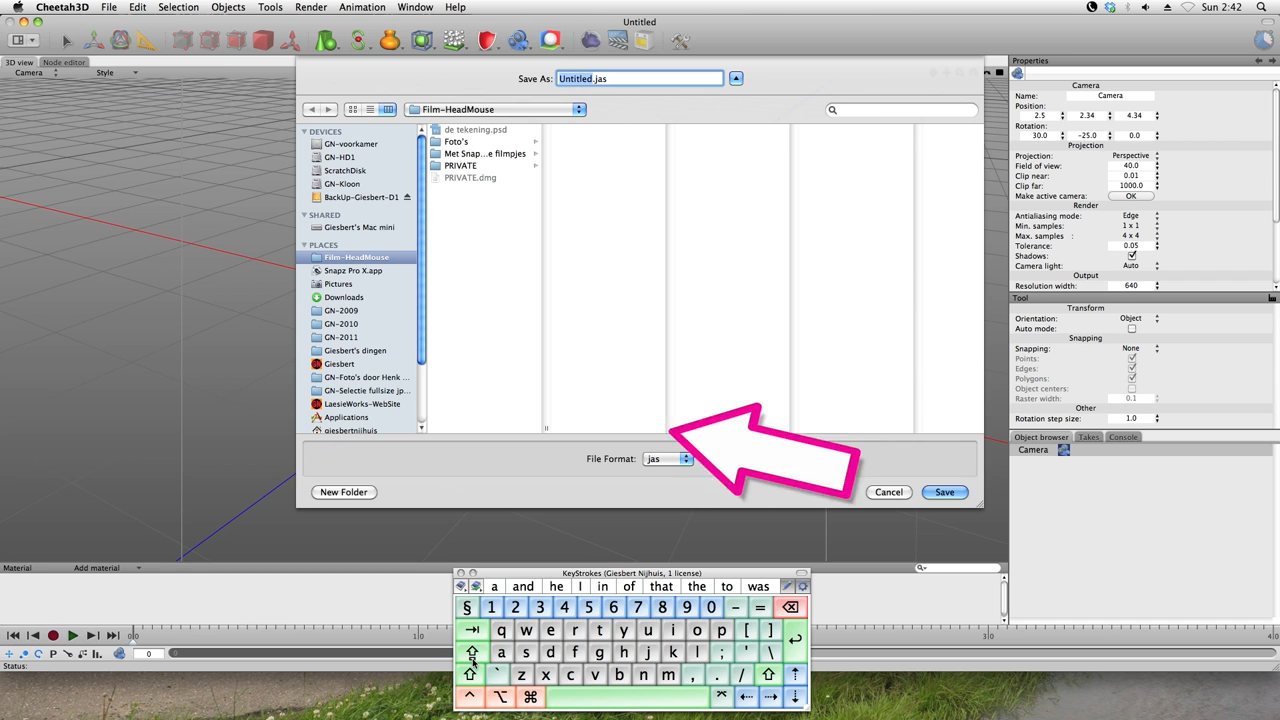 Cheetah3D File Edit Selection Objects Tools Render Animation Window Help Sun 2:42
Untitled
3D view Node editor
Camera Style
Save As: Untitled.jas
Film-HeadMouse
DEVICES
GN-voorkamer
GN-HD1
ScratchDisk
GN-Kloon
BackUp-Giesbert-D1
SHARED
Giesbert's Mac mini
PLACES
Film-HeadMouse
Snapz Pro X.app
Pictures
Downloads
GN-2009
GN-2010
GN-2011
Giesbert's dingen
Giesbert
GN-Foto's door Henk ...
GN-Selectie fullsize jp...
LaesieWorks-WebSite
Applications
giesbertnijhuis
de tekening.psd
Foto's
Met Snap...e filmpjes
PRIVATE
PRIVATE.dmg
File Format: jas
New Folder Cancel Save
Properties
Camera
Name: Camera
Position:
2.5 2.34 4.34
Rotation:
30.0 -25.0 0.0
Projection
Projection: Perspective
Field of view: 40.0
Clip near: 0.01
Clip far: 1000.0
Make active camera: OK
Render
Antialiasing mode: Edge
Min. samples: 1 x 1
Max. samples : 4 x 4
Tolerance: 0.05
Shadows:
Camera light: Auto
Output
Resolution width: 640
Tool
Transform
Orientation: Object
Auto mode:
Snapping
Snapping: None
Points:
Edges:
Polygons:
Object centers:
Raster width: 0.1
Other
Rotation step size: 1.0
Object browser Takes Console
Camera
Material Add material
0.0 1.0 3.0 4.0
0 0
Status:
KeyStrokes (Giesbert Nijhuis, 1 license)
a and he I in of that the to was
§ 1 2 3 4 5 6 7 8 9 0 - =
q w e r t y u i o p [ ]
a s d f g h j k l ; ' \
` z x c v b n m , . /
^ ⌥ ⌘